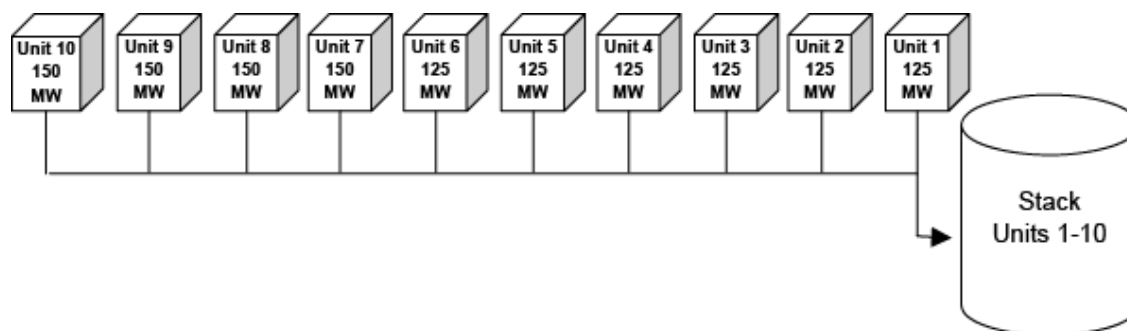 Unit 10
150
MW
Unit 9
150
MW
Unit 8
150
MW
Unit 7
150
MW
Unit 6
125
MW
Unit 5
125
MW
Unit 4
125
MW
Unit 3
125
MW
Unit 2
125
MW
Unit 1
125
MW
Stack
Units 1-10